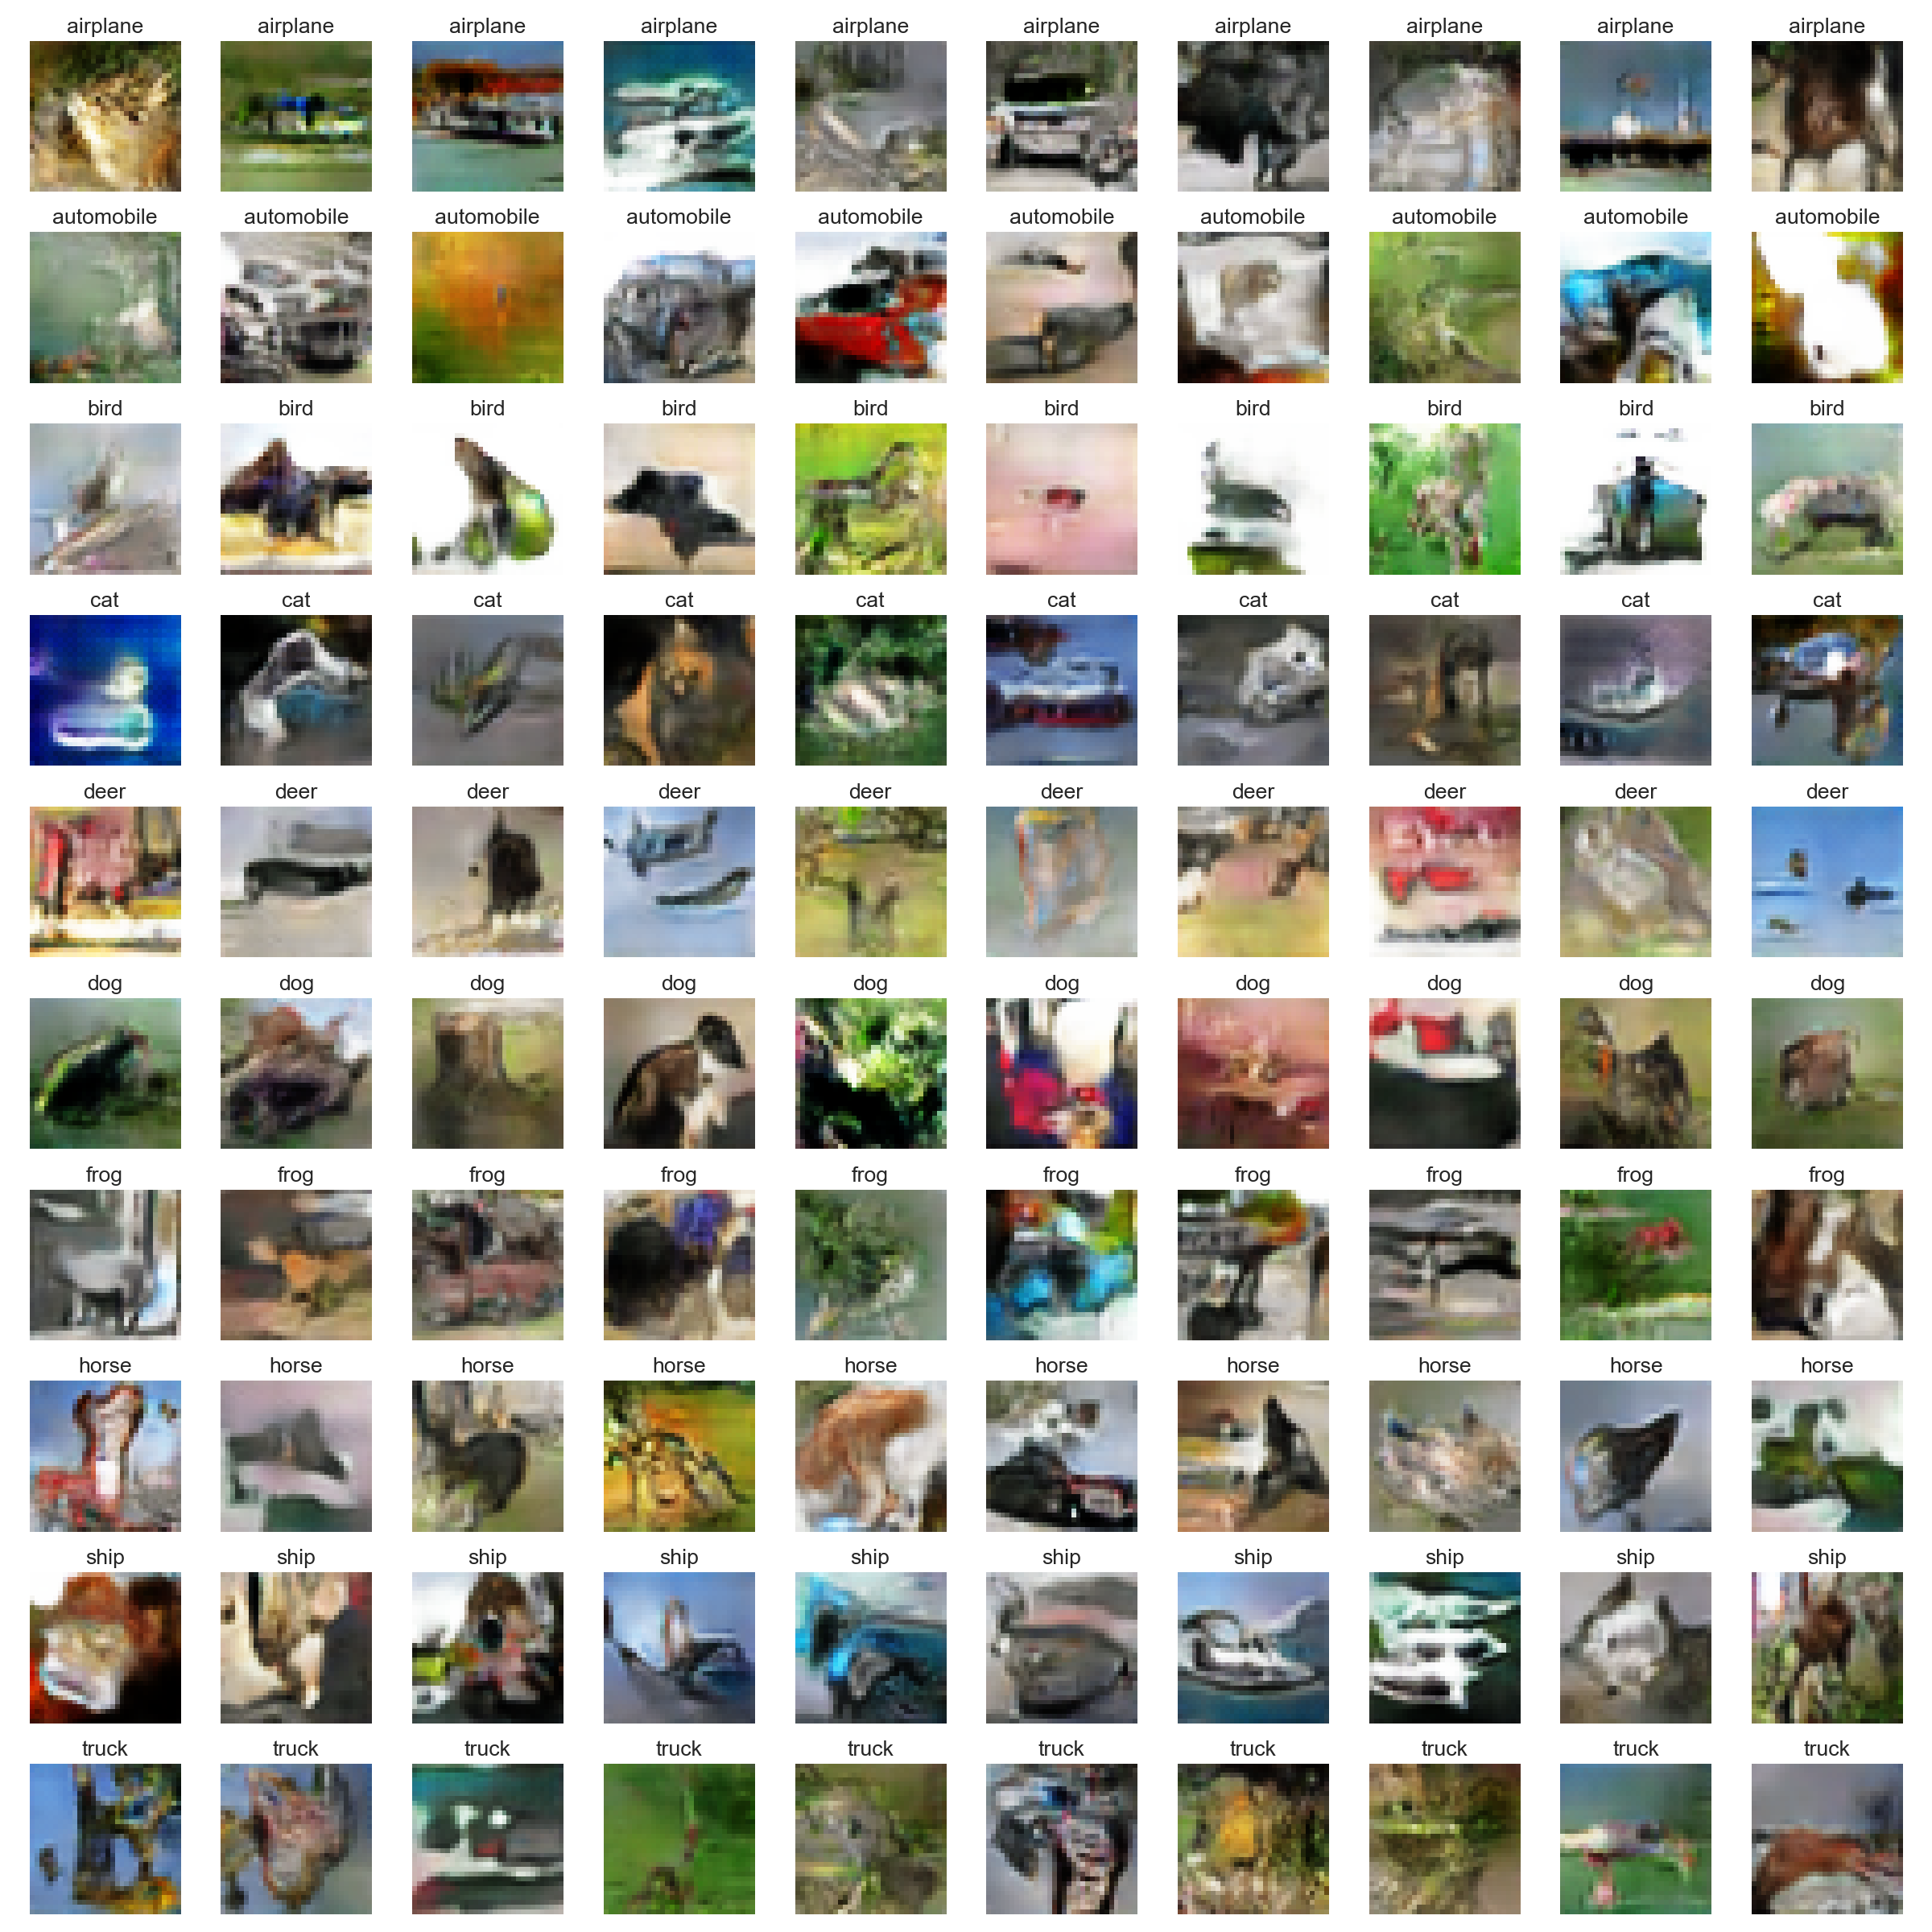 airplane airplane airplane airplane airplane airplane airplane airplane airplane airplane
automobile automobile automobile automobile automobile automobile automobile automobile automobile automobile
bird bird bird bird bird bird bird bird bird bird
cat cat cat cat cat cat cat cat cat cat
deer deer deer deer deer deer deer deer deer deer
dog dog dog dog dog dog dog dog dog dog
frog frog frog frog frog frog frog frog frog frog
horse horse horse horse horse horse horse horse horse horse
ship ship ship ship ship ship ship ship ship ship
truck truck truck truck truck truck truck truck truck truck